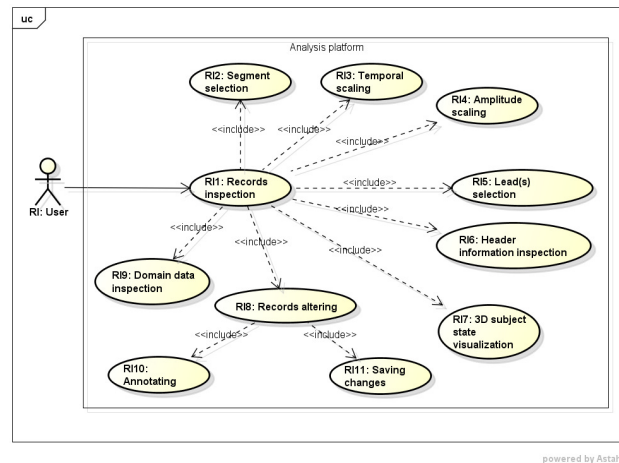 uc
Analysis platform
RI2: Segment
selection
RI3: Temporal
scaling
RI4: Amplitude
scaling
<<include>>
<<include>>
<<include>>
RI1: Records
inspection
<<include>>
RI5: Lead(s)
selection
RI: User
<<include>>
<<include>>
<<include>>
<<include>>
RI6: Header
information inspection
RI9: Domain data
inspection
RI8: Records altering
RI7: 3D subject
state
visualization
<<include>>
<<include>>
RI10:
Annotating
RI11: Saving
changes
powered by Astah